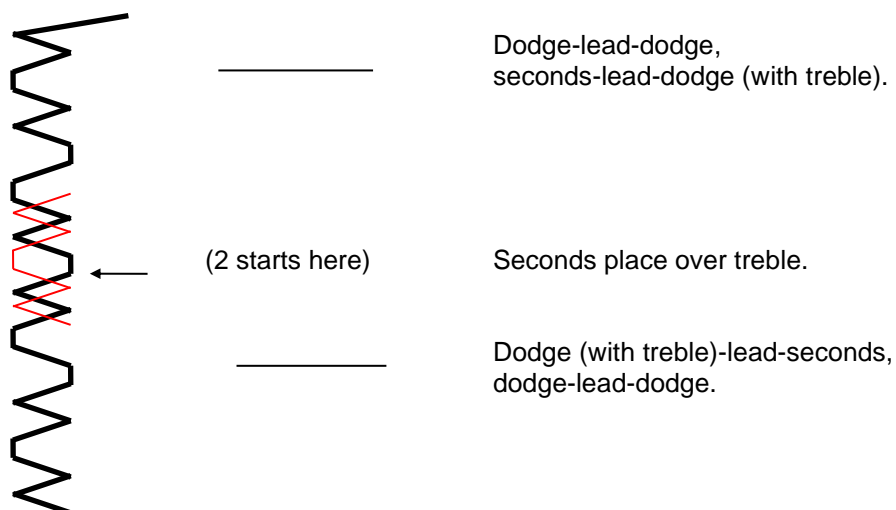 Dodge-lead-dodge,
seconds-lead-dodge (with treble).
(2 starts here)
Seconds place over treble.
Dodge (with treble)-lead-seconds,
dodge-lead-dodge.